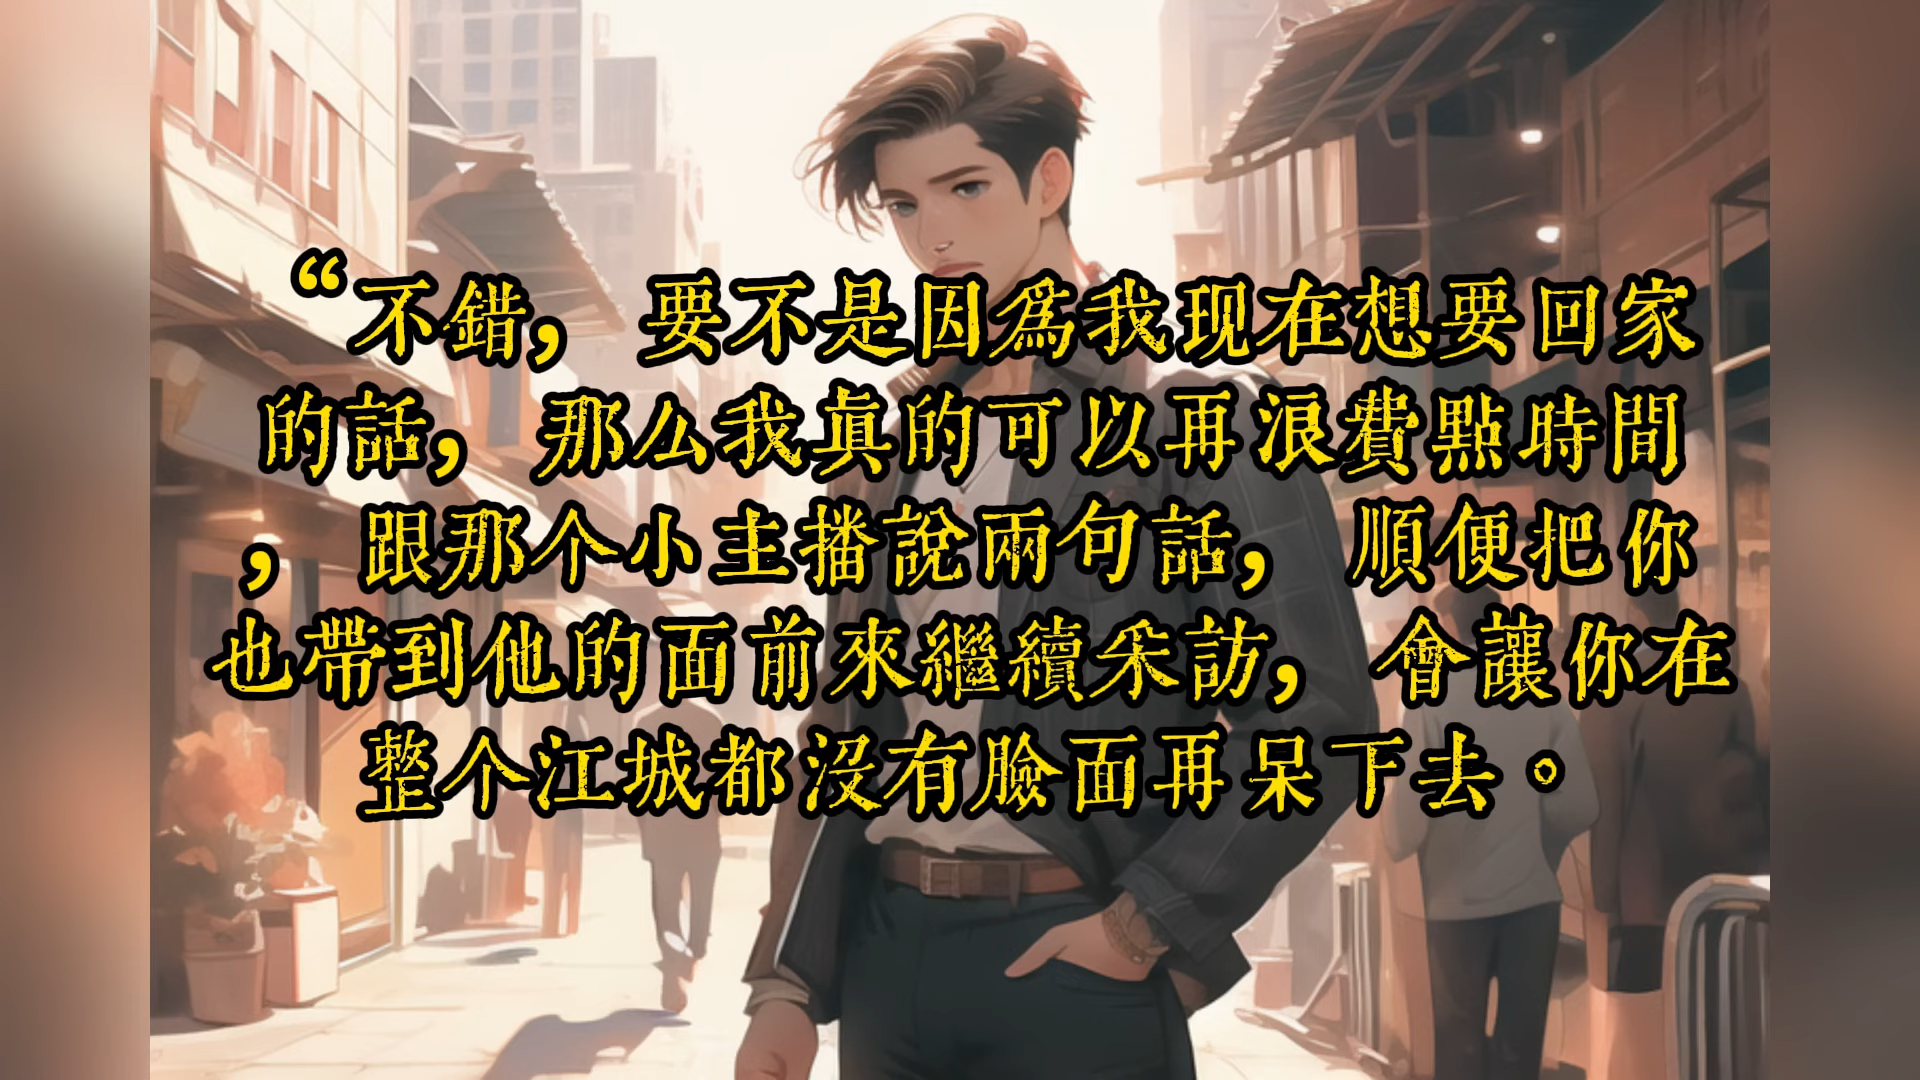 “不錯， 要不是因爲我现在想要回家
的話， 那么我眞的可以再浪費點時間
， 跟那个小主播說兩句話， 順便把你
也帶到他的面前來繼續采訪， 會讓你在
整个江城都沒有臉面再呆下去。